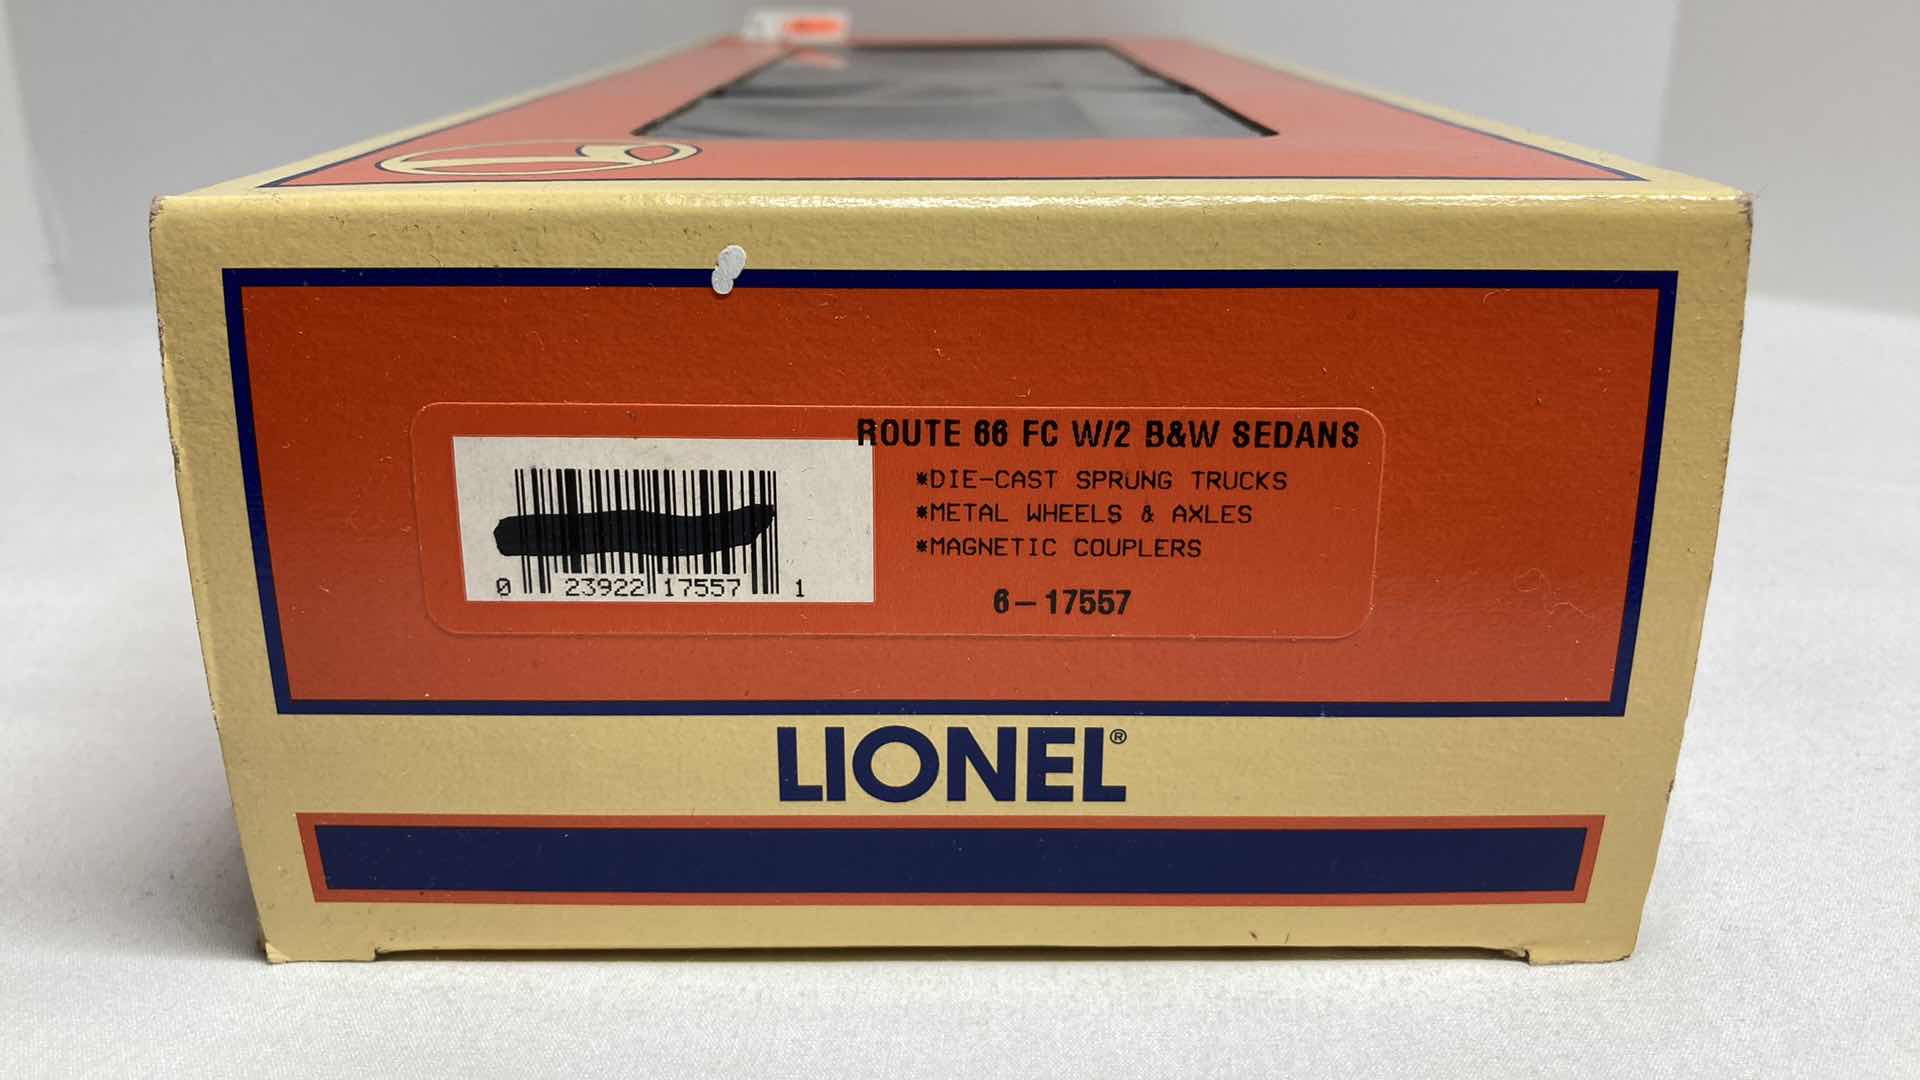 ROUTE 66 FC W/2 B&W SEDANS
*DIE-CAST SPRUNG TRUCKS
*METAL WHEELS & AXLES
*MAGNETIC COUPLERS
0 23922 17557 1
6-17557
LIONEL®